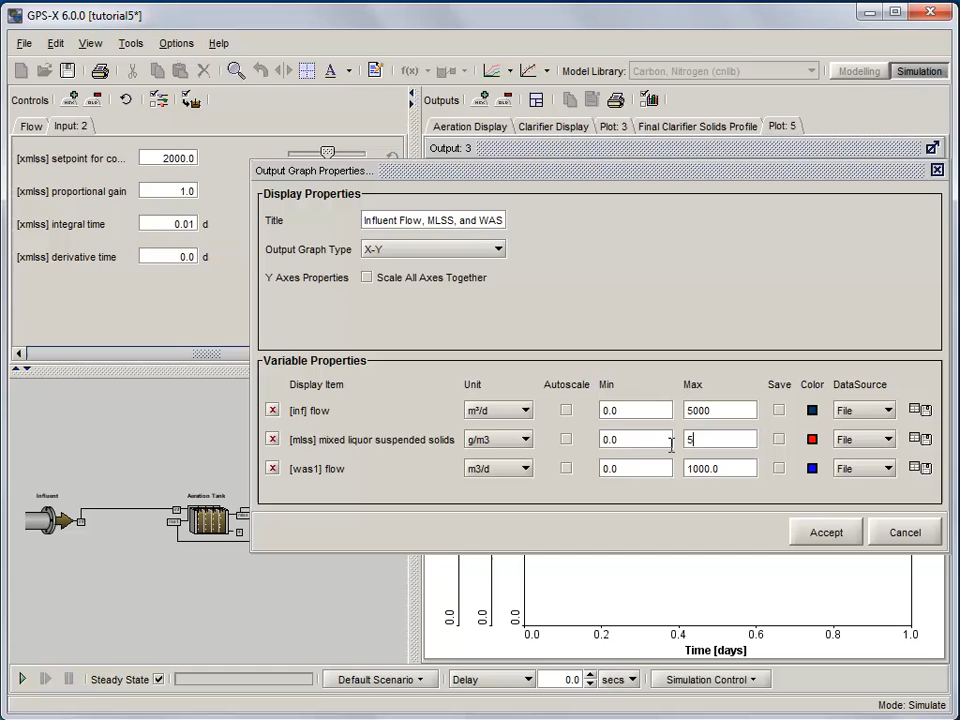 GPS-X 6.0.0 [tutorial5*]
File Edit View Tools Options Help
A f(x) Model Library: Carbon, Nitrogen (cnlib) Modelling Simulation
Controls Outputs
Flow Input: 2 Aeration Display Clarifier Display Plot: 3 Final Clarifier Solids Profile Plot: 5
Output: 3
[xmlss] setpoint for co... 2000.0
[xmlss] proportional gain 1.0
[xmlss] integral time 0.01 d
[xmlss] derivative time 0.0 d
Output Graph Properties...
Display Properties
Title Influent Flow, MLSS, and WAS
Output Graph Type X-Y
Y Axes Properties Scale All Axes Together
Variable Properties
Display Item Unit Autoscale Min Max Save Color DataSource
[inf] flow m³/d 0.0 5000 File
[mlss] mixed liquor suspended solids g/m3 0.0 5 File
[was1] flow m3/d 0.0 1000.0 File
Accept Cancel
Influent Aeration Tank
0.0 0.0 0.0
0.0 0.2 0.4 0.6 0.8 1.0
Time [days]
Steady State Default Scenario Delay 0.0 secs Simulation Control
Mode: Simulate